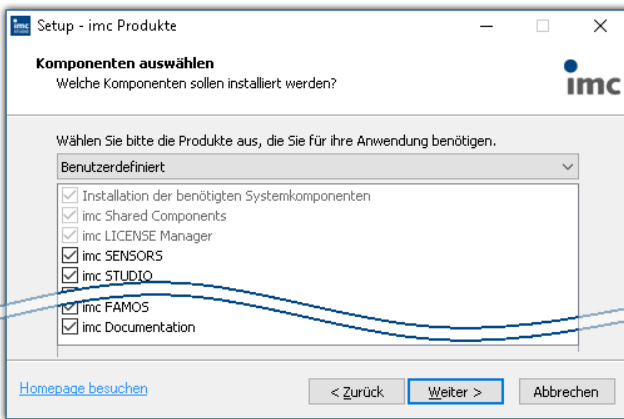 imc
STUDIO
Setup - imc Produkte
Komponenten auswählen
Welche Komponenten sollen installiert werden?
imc
Wählen Sie bitte die Produkte aus, die Sie für ihre Anwendung benötigen.
Benutzerdefiniert
Installation der benötigten Systemkomponenten
imc Shared Components
imc LICENSE Manager
imc SENSORS
imc STUDIO
imc FAMOS
imc Documentation
Homepage besuchen
< Zurück
Weiter >
Abbrechen